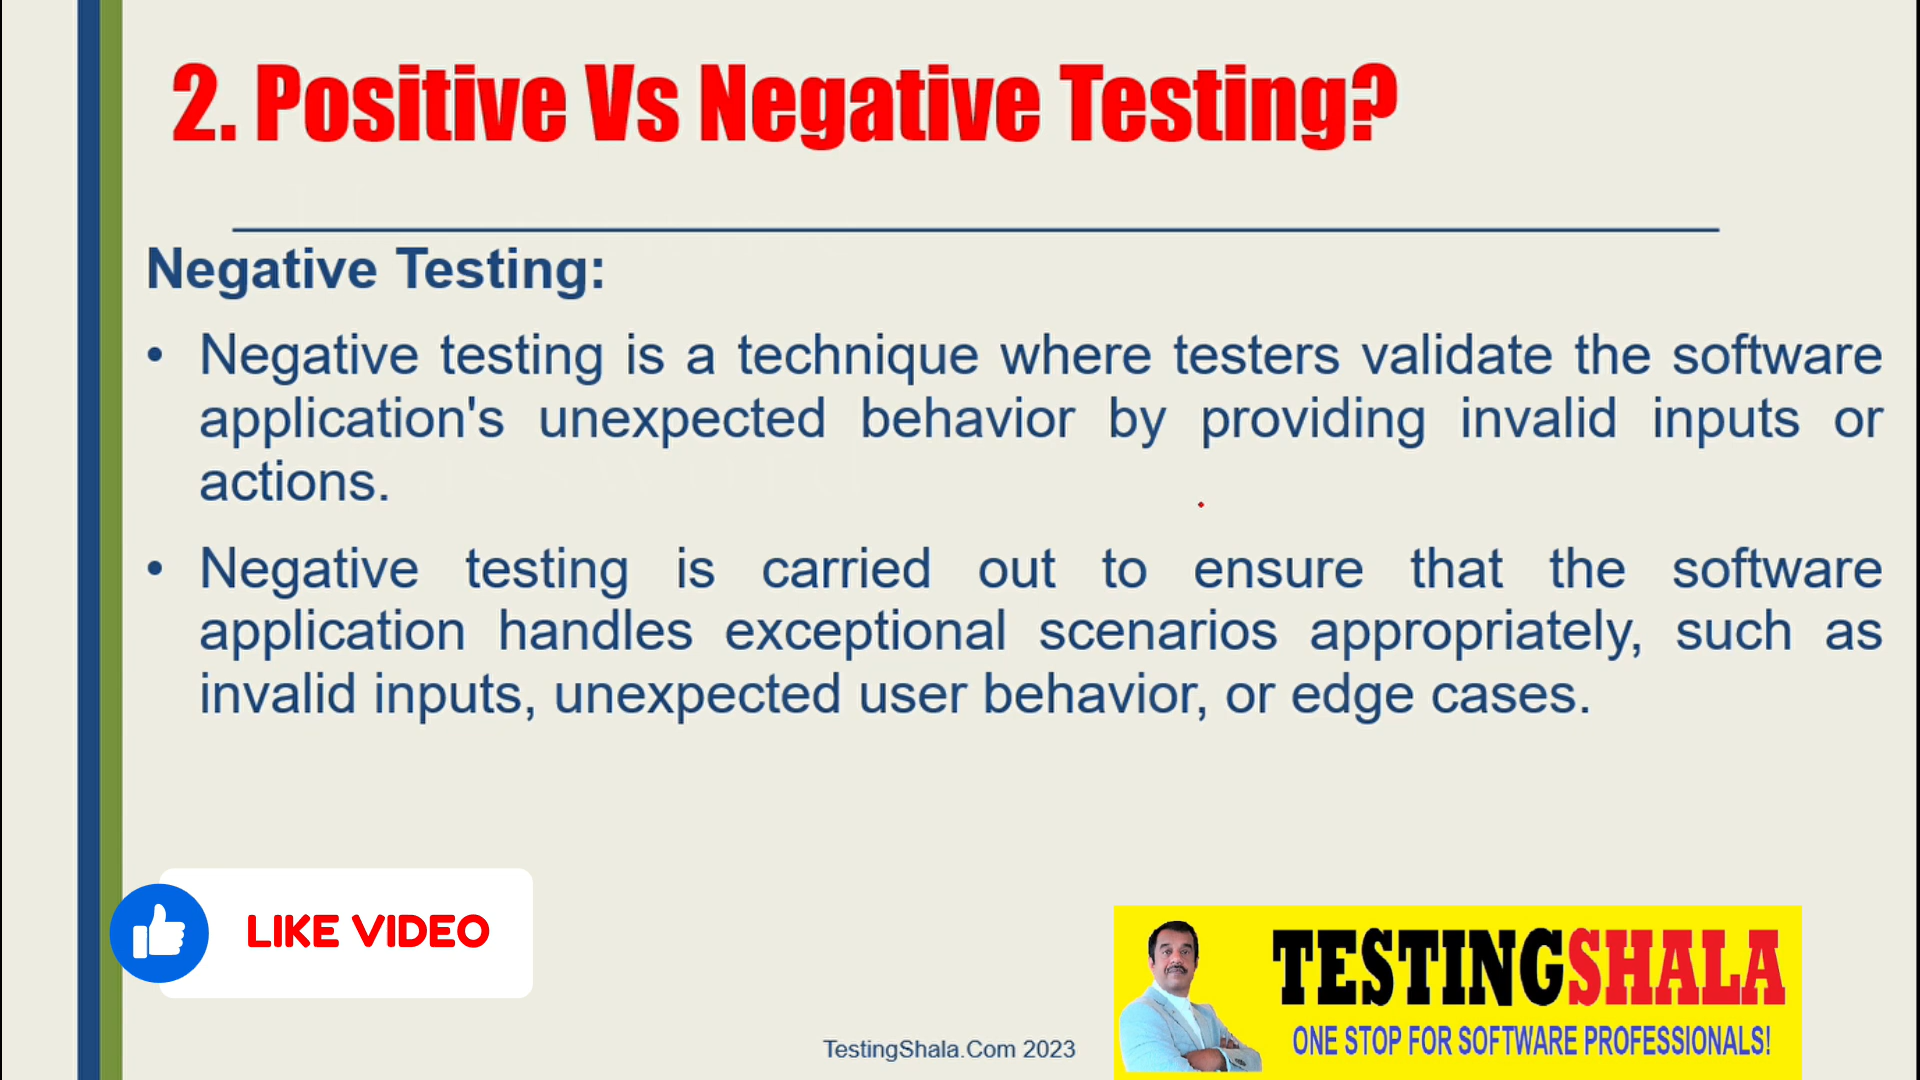 2. Positive Vs Negative Testing?
Negative Testing:
• Negative testing is a technique where testers validate the software
application's unexpected behavior by providing invalid inputs or
actions.
• Negative testing is carried out to ensure that the software
application handles exceptional scenarios appropriately, such as
invalid inputs, unexpected user behavior, or edge cases.
LIKE VIDEO
TESTINGSHALA
ONE STOP FOR SOFTWARE PROFESSIONALS!
TestingShala.Com 2023